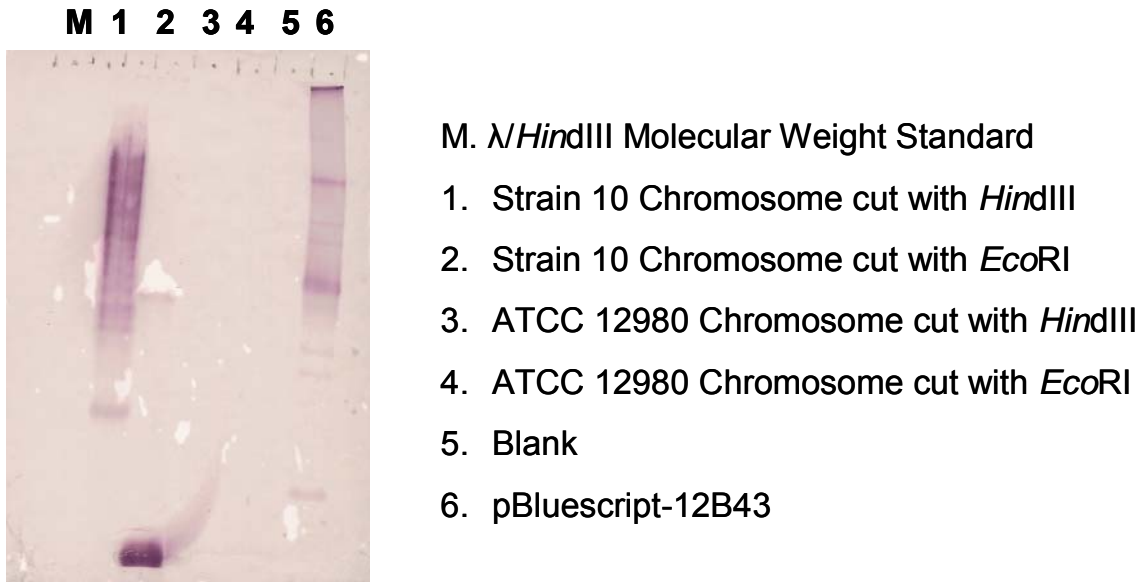 M 1 2 3 4 5 6
M. λ/HindIII Molecular Weight Standard
1. Strain 10 Chromosome cut with HindIII
2. Strain 10 Chromosome cut with EcoRI
3. ATCC 12980 Chromosome cut with HindIII
4. ATCC 12980 Chromosome cut with EcoRI
5. Blank
6. pBluescript-12B43